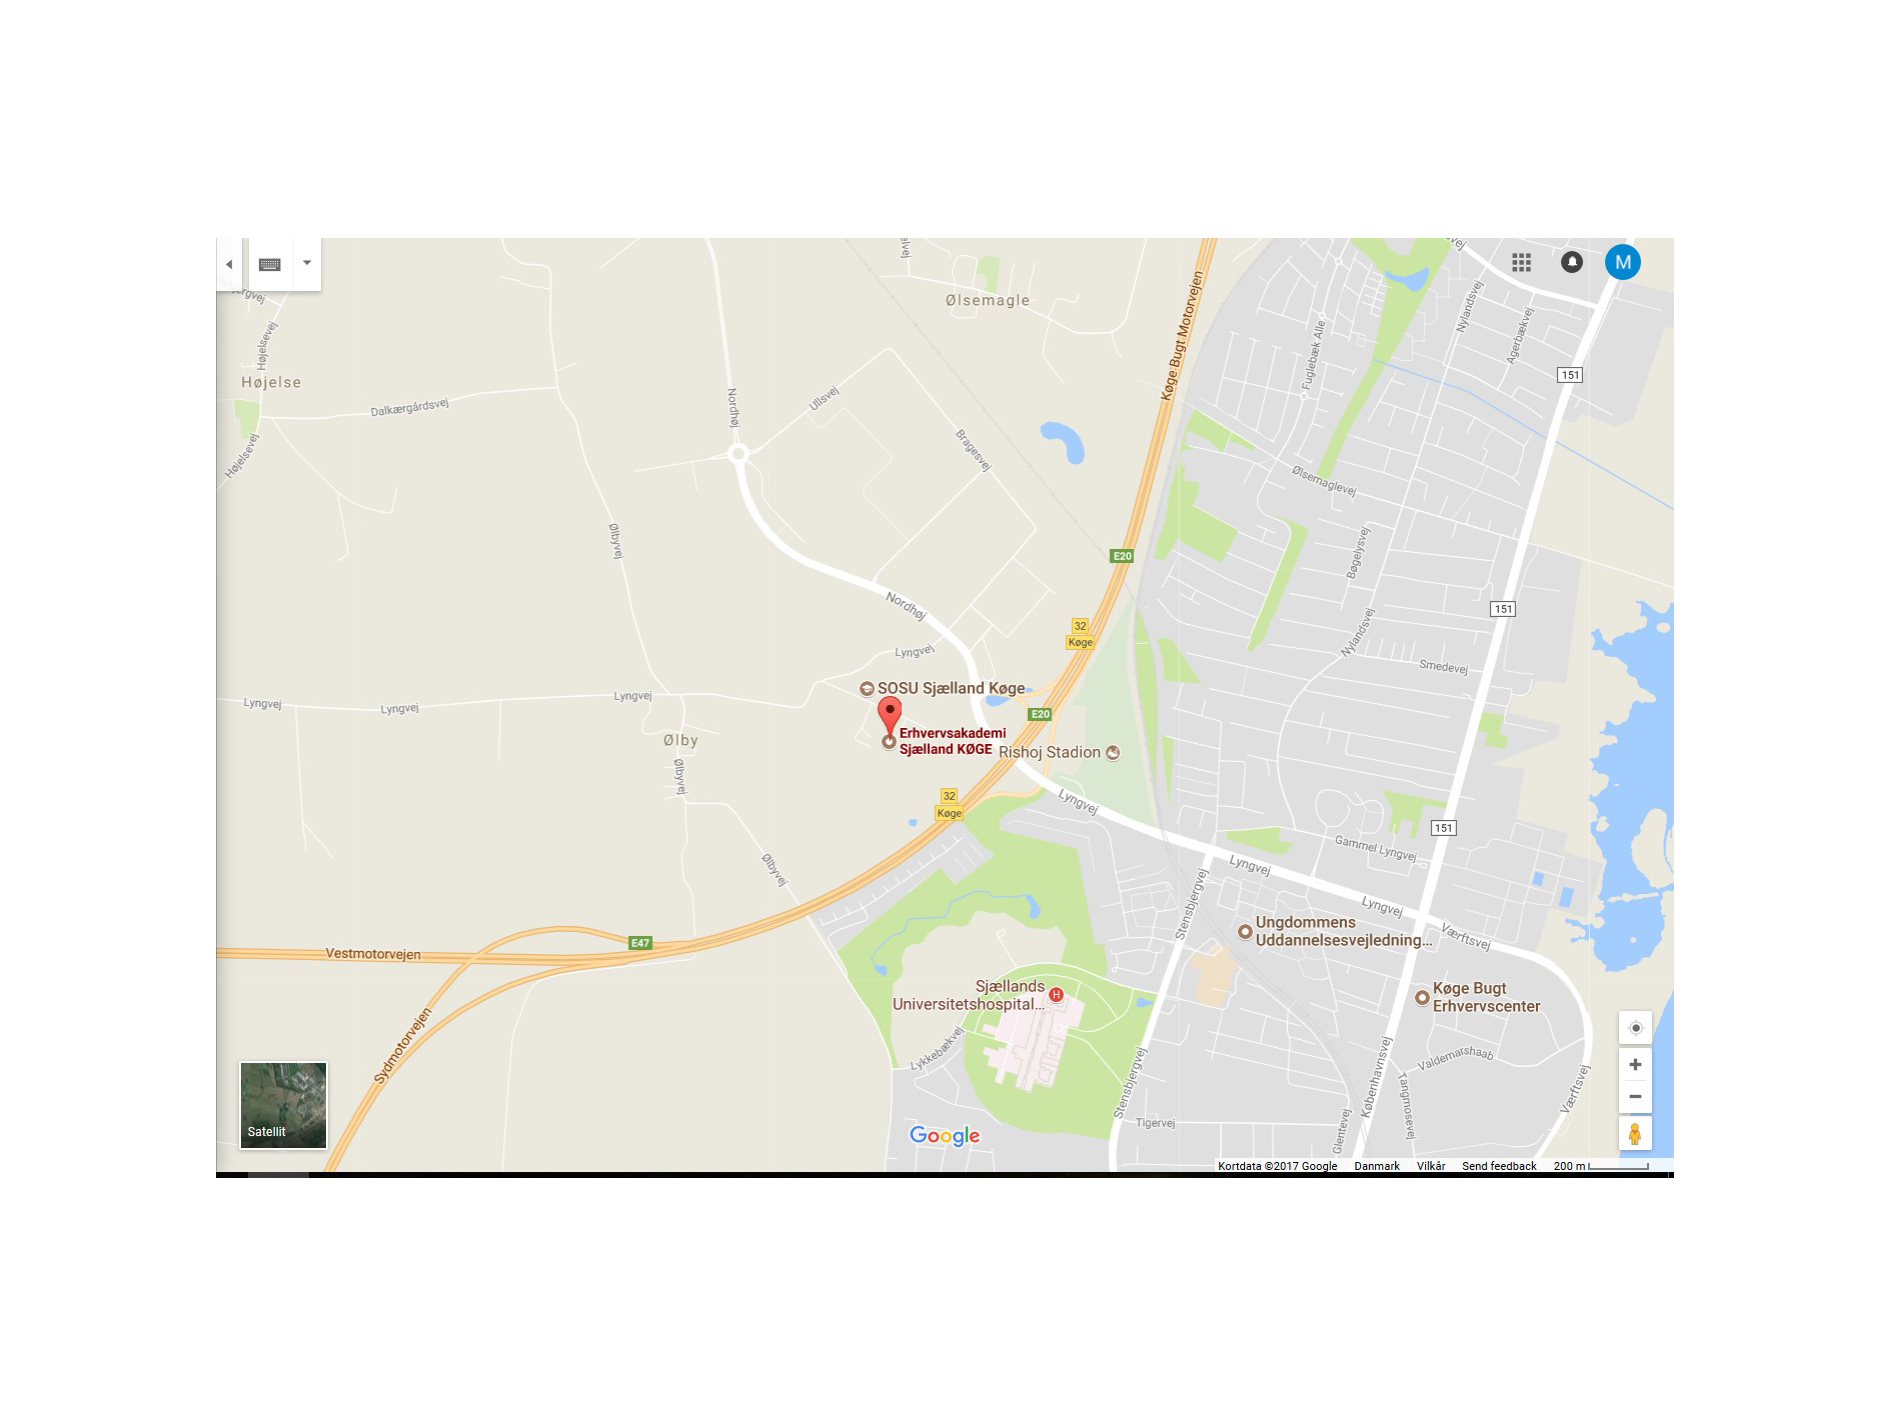 alvej
vej
M
Køge Bugt Motorvejen
ergvej
Højelsevej
Ølsemagle
Nylandsvej
Agerbækvej
Fuglebæk Alle
151
Højelse
Dalkærgårdsvej
Nordhøj
Ullsvej
Højelsevej
Bragesvej
Ølsemaglevej
Ølbyvej
E20
Bøgelysvej
Nordhøj
151
32
Køge
Nylandsvej
Lyngvej
Smedevej
SOSU Sjælland Køge
Lyngvej
Lyngvej
Lyngvej
E20
Erhvervsakademi
Sjælland KØGE
Rishoj Stadion
Ølby
Ølbyvej
32
Køge
Lyngvej
151
Gammel Lyngvej
Ølbyvej
Lyngvej
Stensbjergvej
Lyngvej
Ungdommens
Uddannelsesvejledning...
Værftsvej
E47
Vestmotorvejen
Sjællands
Universitetshospital...
H
Køge Bugt
Erhvervscenter
Sydmotorvejen
Lykkebækvej
Stensbjergvej
Københavnsvej
Valdemarshaab
Tangmosevej
Værftsvej
Tigervej
Glentevej
Satellit
Google
Kortdata ©2017 Google Danmark Vilkår Send feedback 200 m